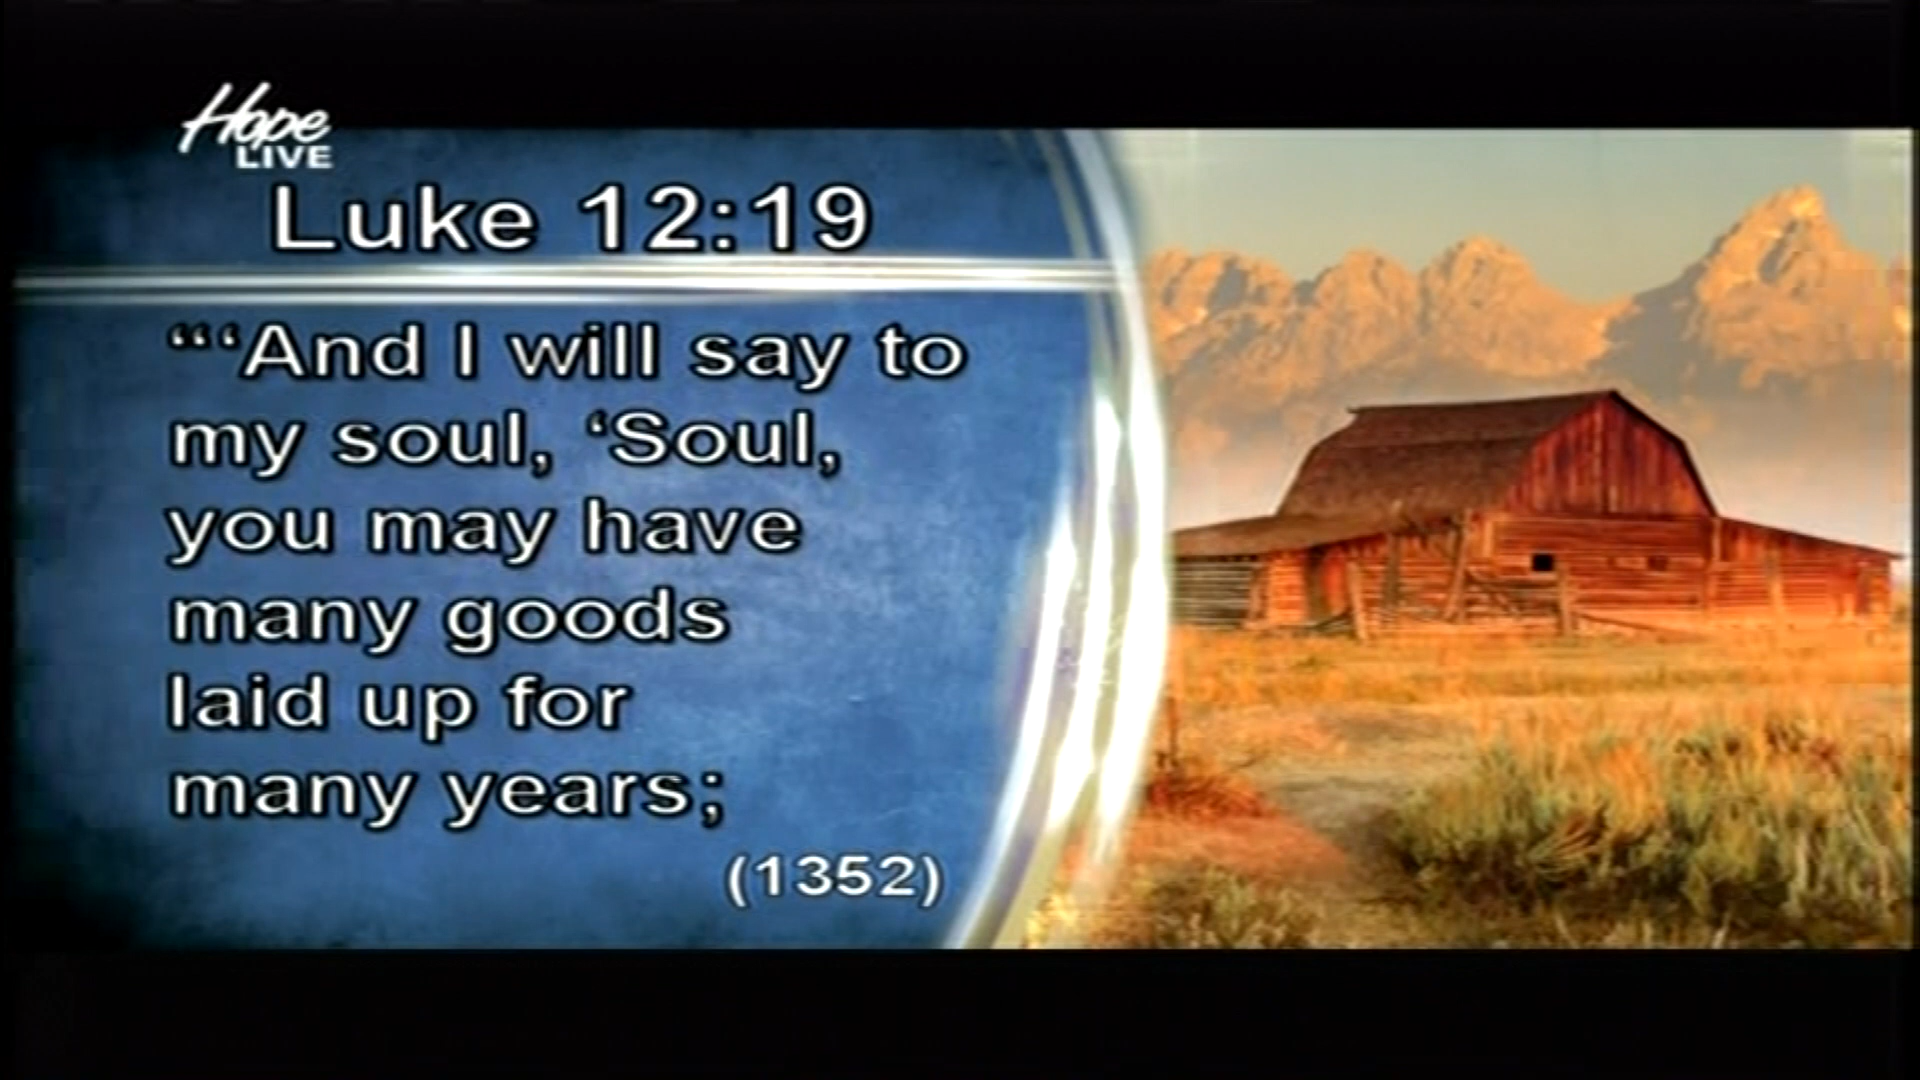 Hope
LIVE
Luke 12:19
“‘“And I will say to
my soul, ‘Soul,
you may have
many goods
laid up for
many years;
(1352)